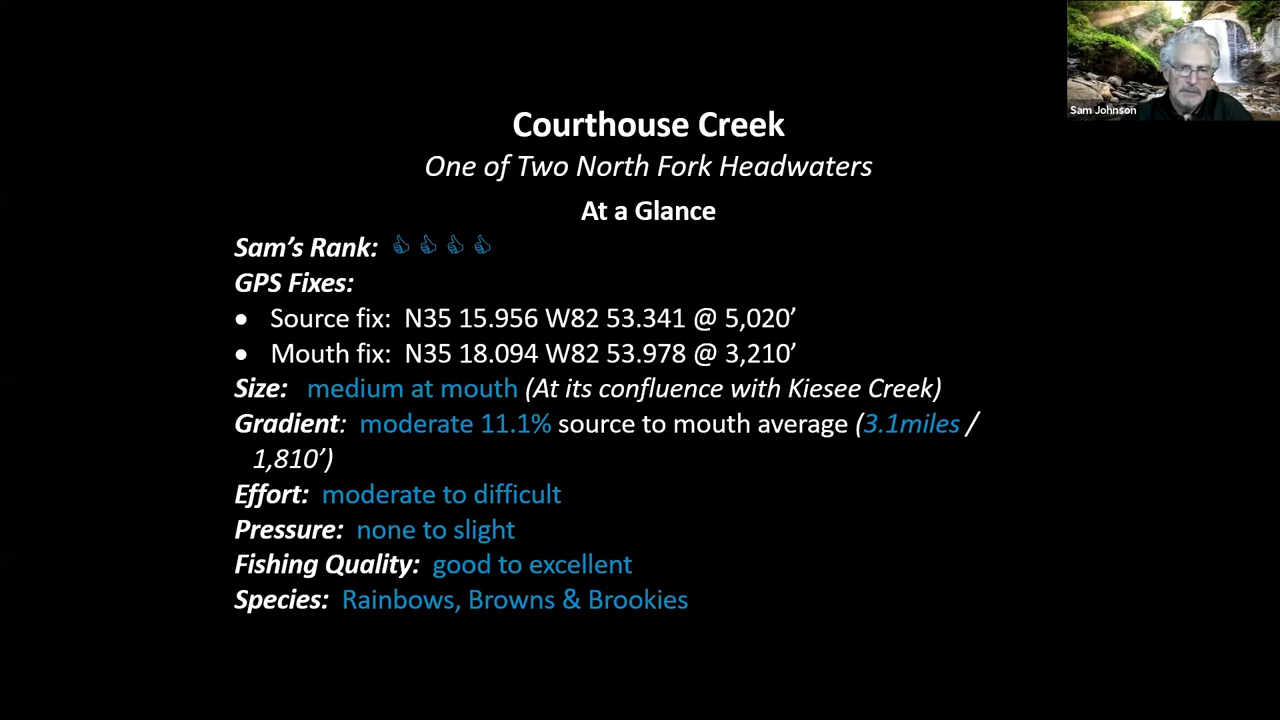 Sam Johnson
Courthouse Creek
One of Two North Fork Headwaters
At a Glance
Sam’s Rank: 👍 👍 👍 👍
GPS Fixes:
• Source fix: N35 15.956 W82 53.341 @ 5,020’
• Mouth fix: N35 18.094 W82 53.978 @ 3,210’
Size: medium at mouth (At its confluence with Kiesee Creek)
Gradient: moderate 11.1% source to mouth average (3.1miles /
1,810’)
Effort: moderate to difficult
Pressure: none to slight
Fishing Quality: good to excellent
Species: Rainbows, Browns & Brookies